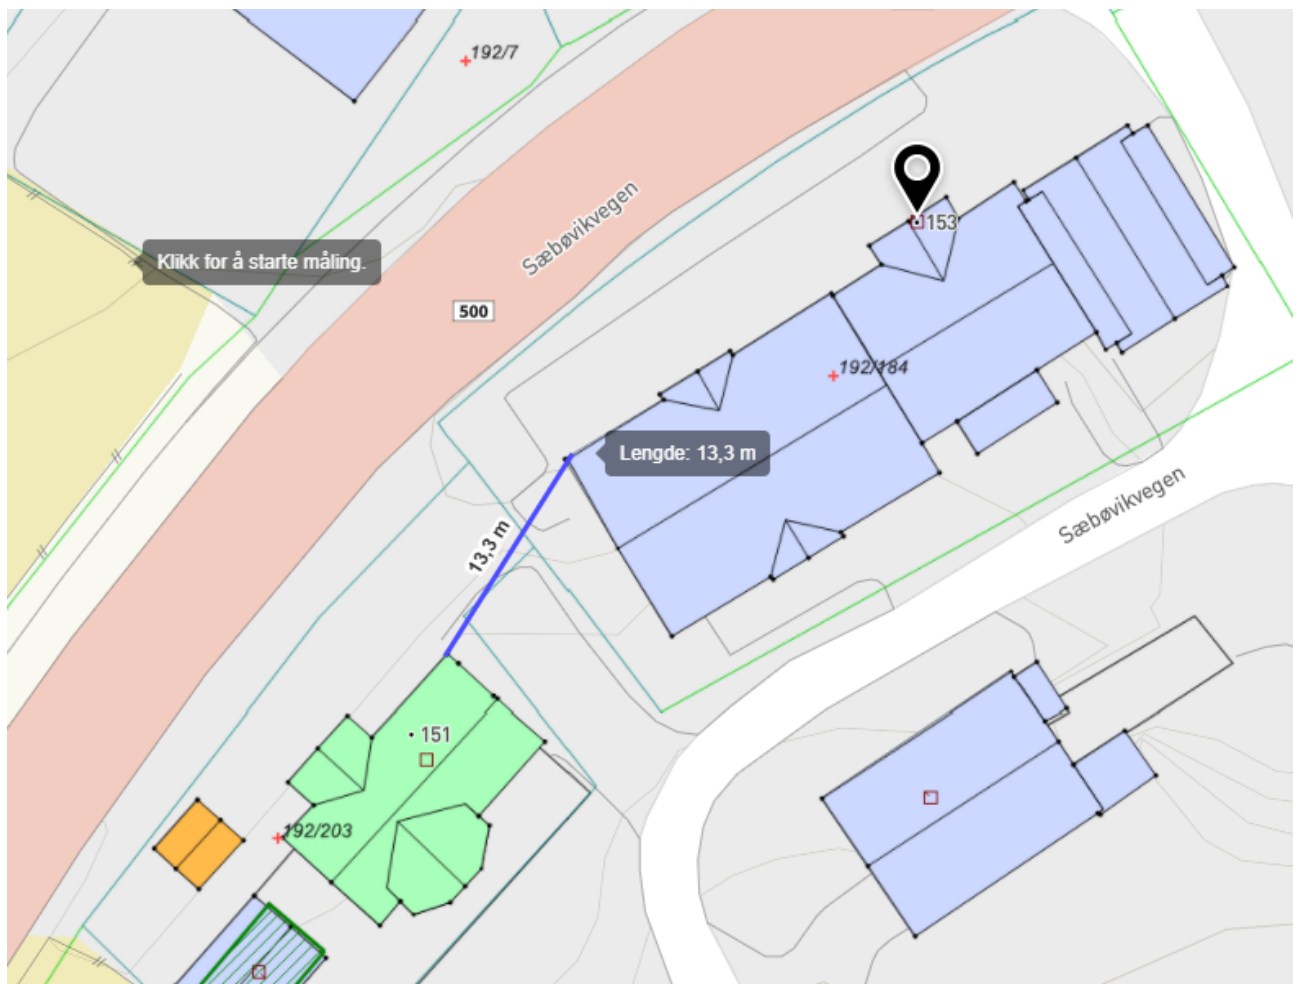 192/7
Sæbøvikvegen
153
Klikk for å starte måling.
500
192/184
Lengde: 13,3 m
13,3 m
Sæbøvikvegen
151
192/203